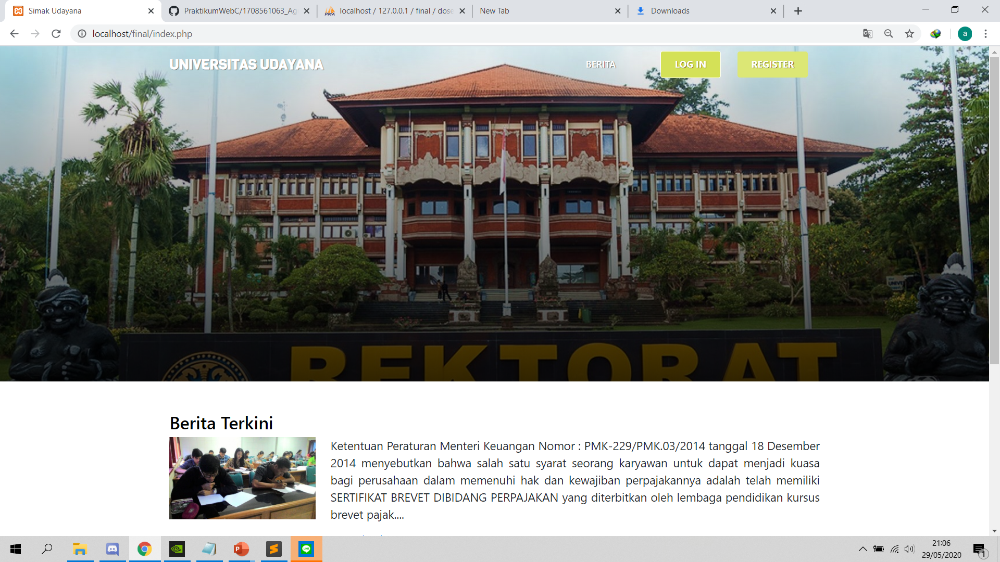 Simak Udayana
PraktikumWebC/1708561063_Ag
PMA
localhost / 127.0.0.1 / final / dose
New Tab
Downloads
localhost/final/index.php
a
UNIVERSITAS UDAYANA
BERITA
LOG IN
REGISTER
REKTORAT
Berita Terkini
Ketentuan Peraturan Menteri Keuangan Nomor : PMK-229/PMK.03/2014 tanggal 18 Desember
2014 menyebutkan bahwa salah satu syarat seorang karyawan untuk dapat menjadi kuasa
bagi perusahaan dalam memenuhi hak dan kewajiban perpajakannya adalah telah memiliki
SERTIFIKAT BREVET DIBIDANG PERPAJAKAN yang diterbitkan oleh lembaga pendidikan kursus
brevet pajak....
21:06
29/05/2020
1